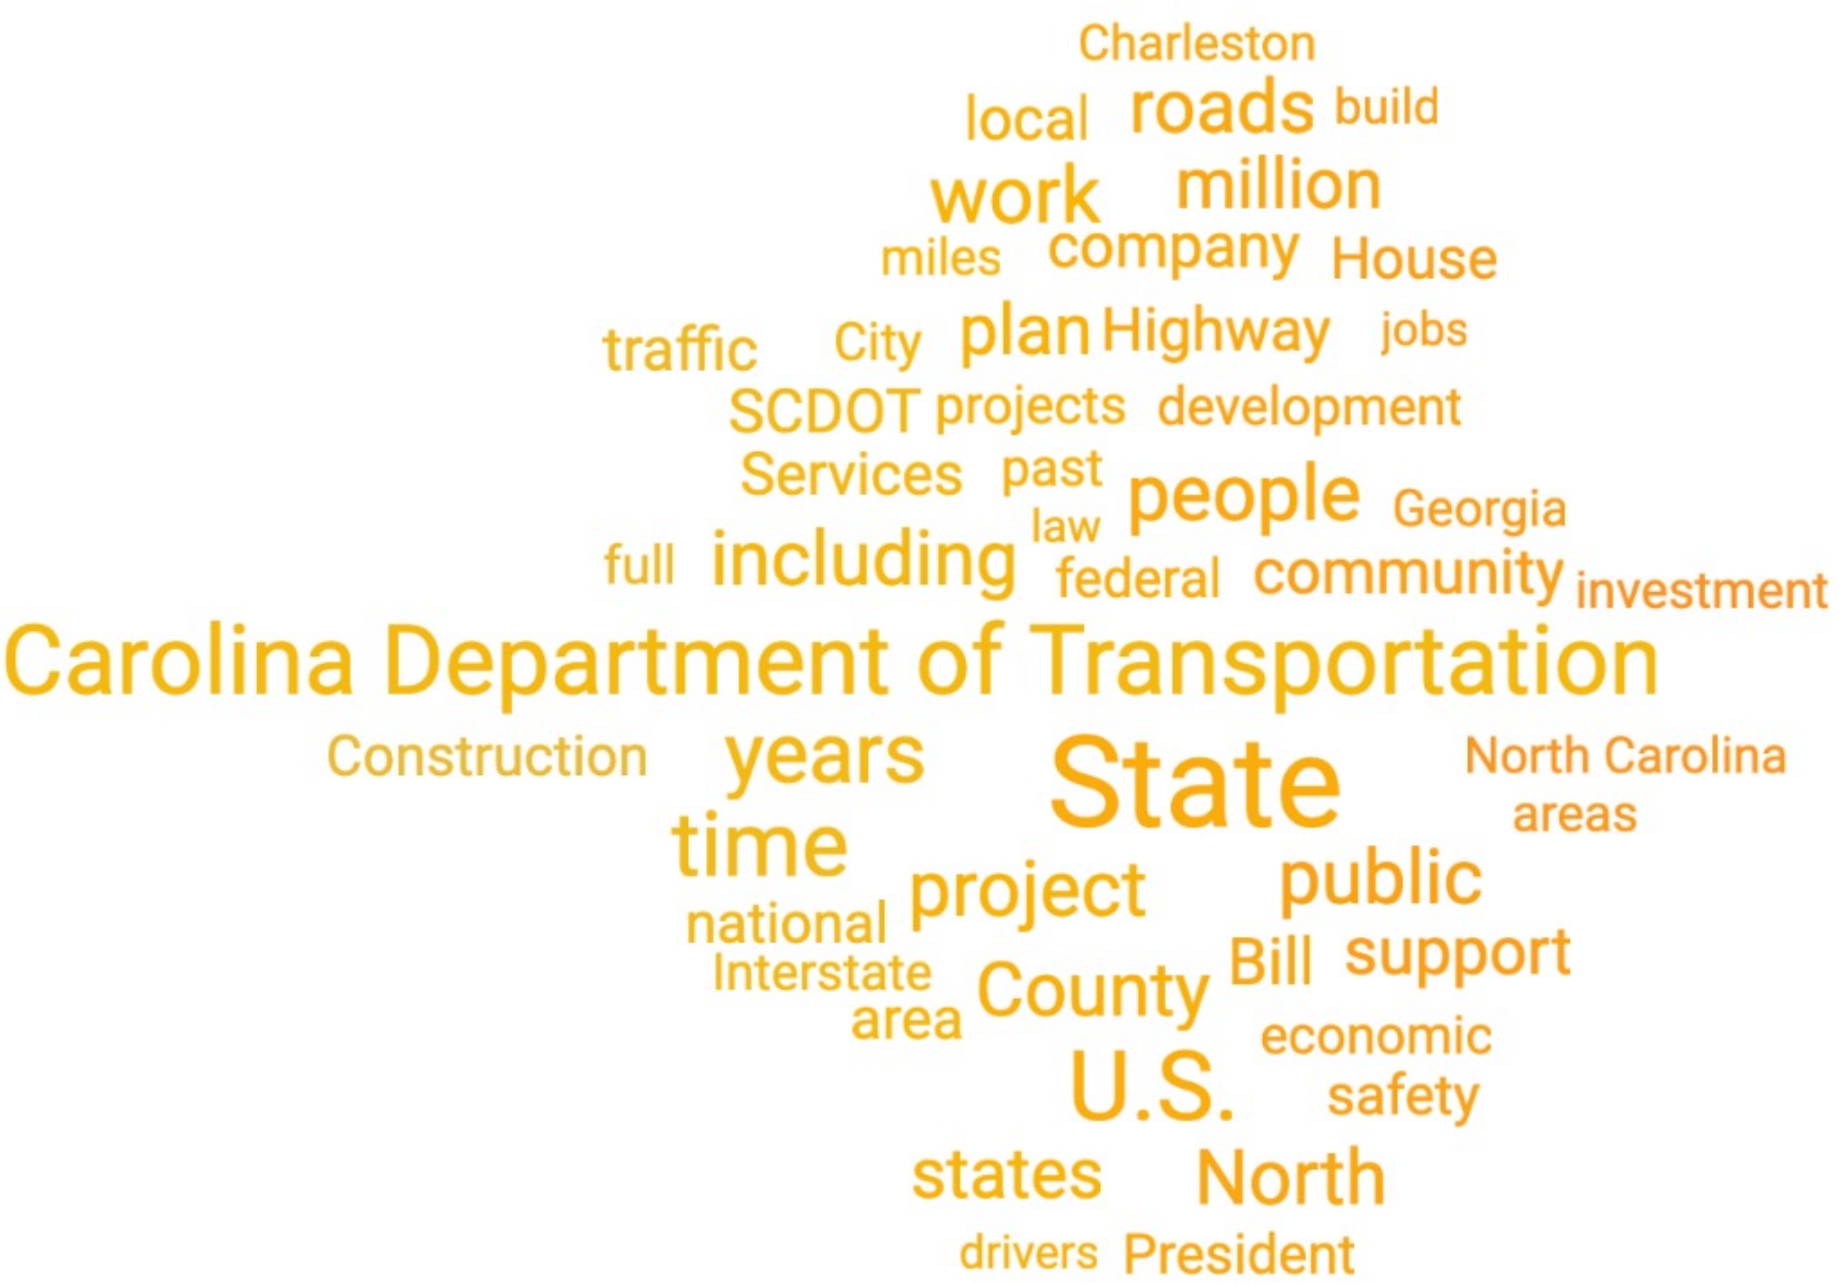 Charleston
local roads build
work million
miles company House
traffic City plan Highway jobs
SCDOT projects development
Services past people Georgia
law
full including federal community investment
Carolina Department of Transportation
Construction years State North Carolina
areas
time project public
national
Interstate County Bill support
area economic
U.S. safety
states North
drivers President